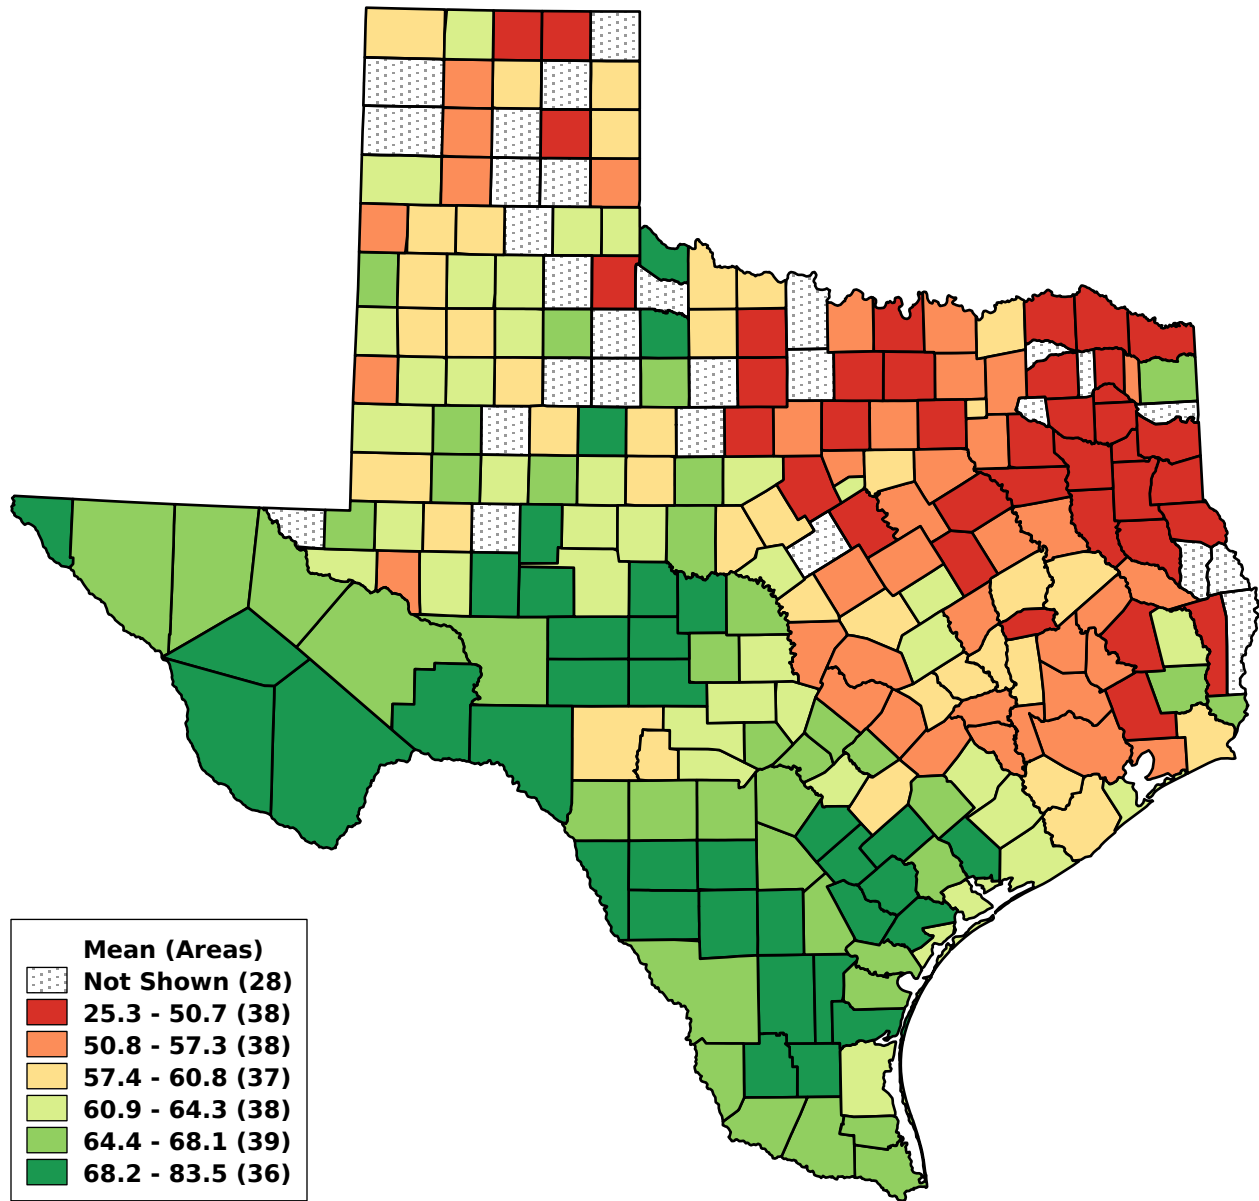 Mean (Areas)
Not Shown (28)
25.3 - 50.7 (38)
50.8 - 57.3 (38)
57.4 - 60.8 (37)
60.9 - 64.3 (38)
64.4 - 68.1 (39)
68.2 - 83.5 (36)